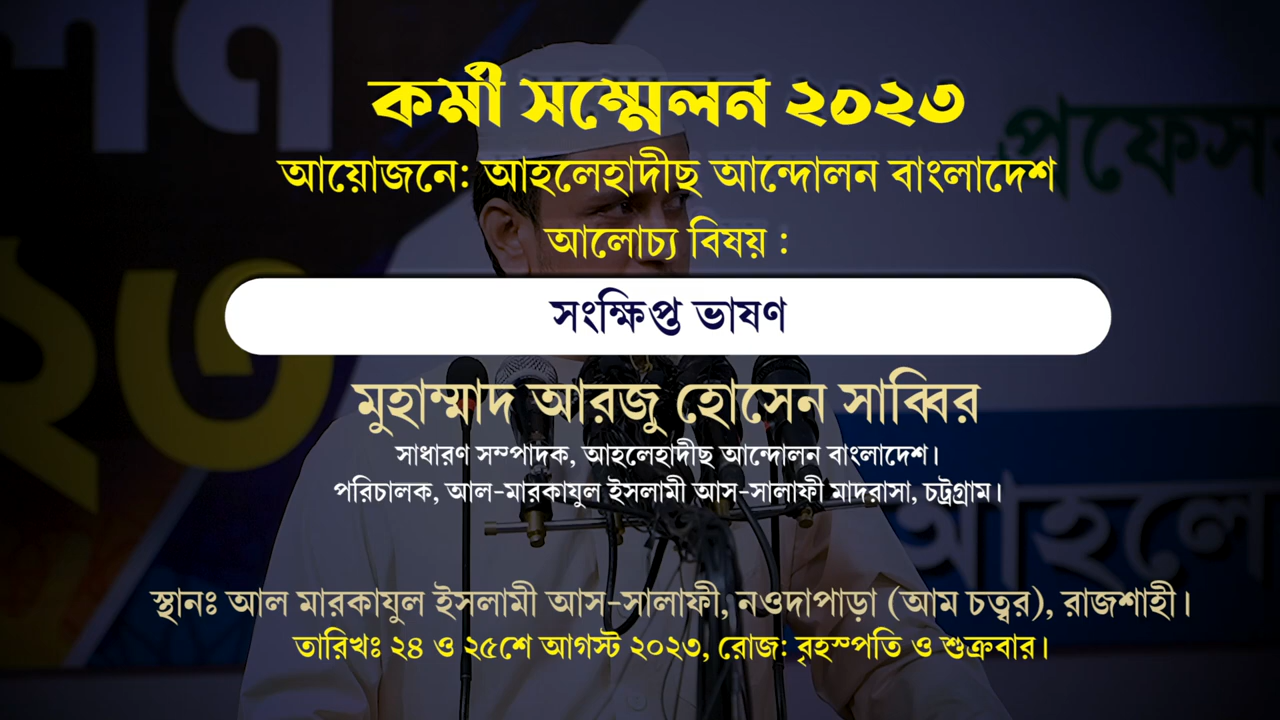 কর্মী সম্মেলন ২০২৩
আয়োজনে: আহলেহাদীছ আন্দোলন বাংলাদেশ
আলোচ্য বিষয় :
সংক্ষিপ্ত ভাষণ
মুহাম্মাদ আরজু হোসেন সাব্বির
সাধারণ সম্পাদক, আহলেহাদীছ আন্দোলন বাংলাদেশ।
পরিচালক, আল-মারকাযুল ইসলামী আস-সালাফী মাদরাসা, চট্রগ্রাম।
স্থানঃ আল মারকাযুল ইসলামী আস-সালাফী, নওদাপাড়া (আম চত্বর), রাজশাহী।
তারিখঃ ২৪ ও ২৫শে আগস্ট ২০২৩, রোজ: বৃহস্পতি ও শুক্রবার।